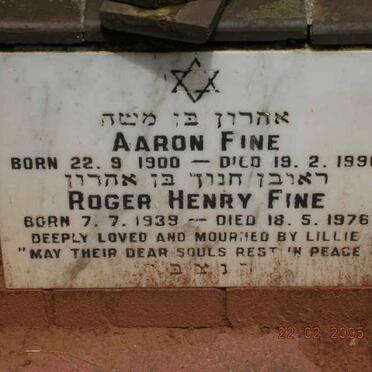 אהרון בן משה
AARON FINE
BORN 22. 9 1900 — DIED 19. 2. 1990
ראובן חנוך בן אהרון
ROGER HENRY FINE
BORN 7. 7. 1939 — DIED 18. 5. 1976
DEEPLY LOVED AND MOURNED BY LILLIE
"MAY THEIR DEAR SOULS REST IN PEACE
22 02 2005